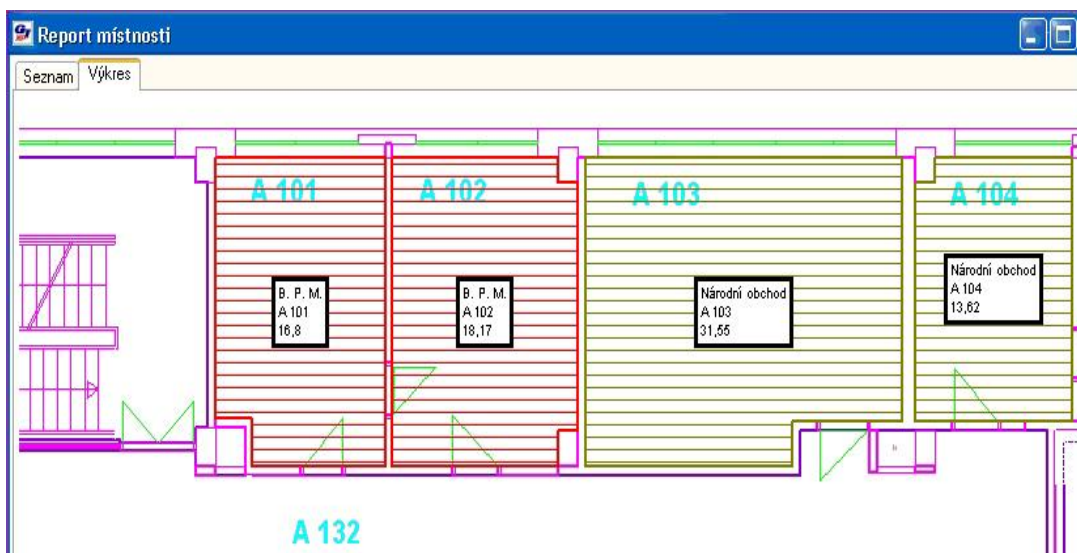 Report místnosti
Seznam
Výkres
A 101
A 102
A 103
A 104
B. P. M.
A 101
16,8
B. P. M.
A 102
18,17
Národní obchod
A 103
31,55
Národní obchod
A 104
13,62
A 132